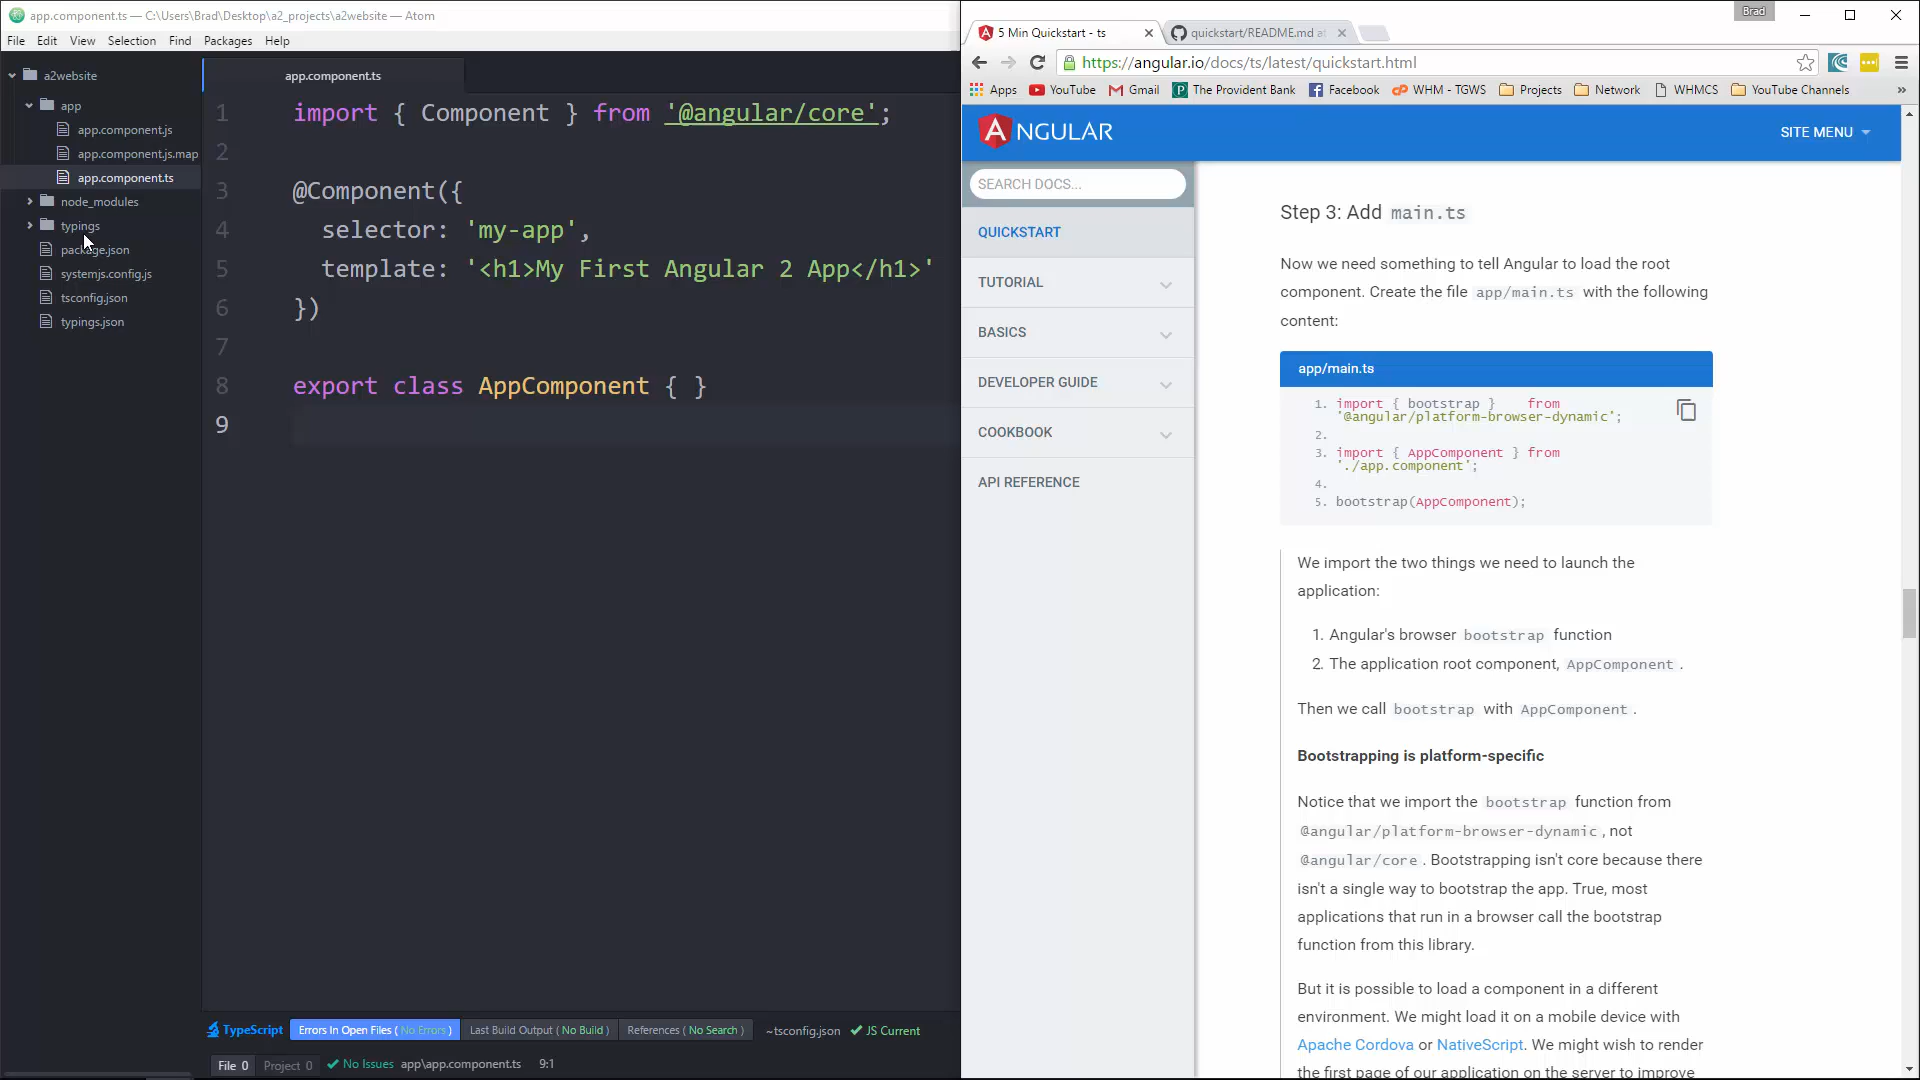 app.component.ts — C:\Users\Brad\Desktop\a2_projects\a2website — Atom
File Edit View Selection Find Packages Help
a2website
app
app.component.js
app.component.js.map
app.component.ts
node_modules
typings
package.json
systemjs.config.js
tsconfig.json
typings.json
app.component.ts
1 import { Component } from '@angular/core';
2
3 @Component({
4 selector: 'my-app',
5 template: '<h1>My First Angular 2 App</h1>'
6 })
7
8 export class AppComponent { }
9
TypeScript Errors In Open Files ( No Errors ) Last Build Output ( No Build ) References ( No Search ) ~tsconfig.json JS Current
File 0 Project 0 No Issues app\app.component.ts 9:1
Brad
5 Min Quickstart - ts
quickstart/README.md at
https://angular.io/docs/ts/latest/quickstart.html
Apps YouTube Gmail The Provident Bank Facebook WHM - TGWS Projects Network WHMCS YouTube Channels »
ANGULAR
SITE MENU
SEARCH DOCS...
QUICKSTART
TUTORIAL
BASICS
DEVELOPER GUIDE
COOKBOOK
API REFERENCE
Step 3: Add main.ts
Now we need something to tell Angular to load the root
component. Create the file app/main.ts with the following
content:
app/main.ts
1. import { bootstrap } from
'@angular/platform-browser-dynamic';
2.
3. import { AppComponent } from
'./app.component';
4.
5. bootstrap(AppComponent);
We import the two things we need to launch the
application:
1. Angular's browser bootstrap function
2. The application root component, AppComponent .
Then we call bootstrap with AppComponent .
Bootstrapping is platform-specific
Notice that we import the bootstrap function from
@angular/platform-browser-dynamic , not
@angular/core . Bootstrapping isn't core because there
isn't a single way to bootstrap the app. True, most
applications that run in a browser call the bootstrap
function from this library.
But it is possible to load a component in a different
environment. We might load it on a mobile device with
Apache Cordova or NativeScript. We might wish to render
the first page of our application on the server to improve